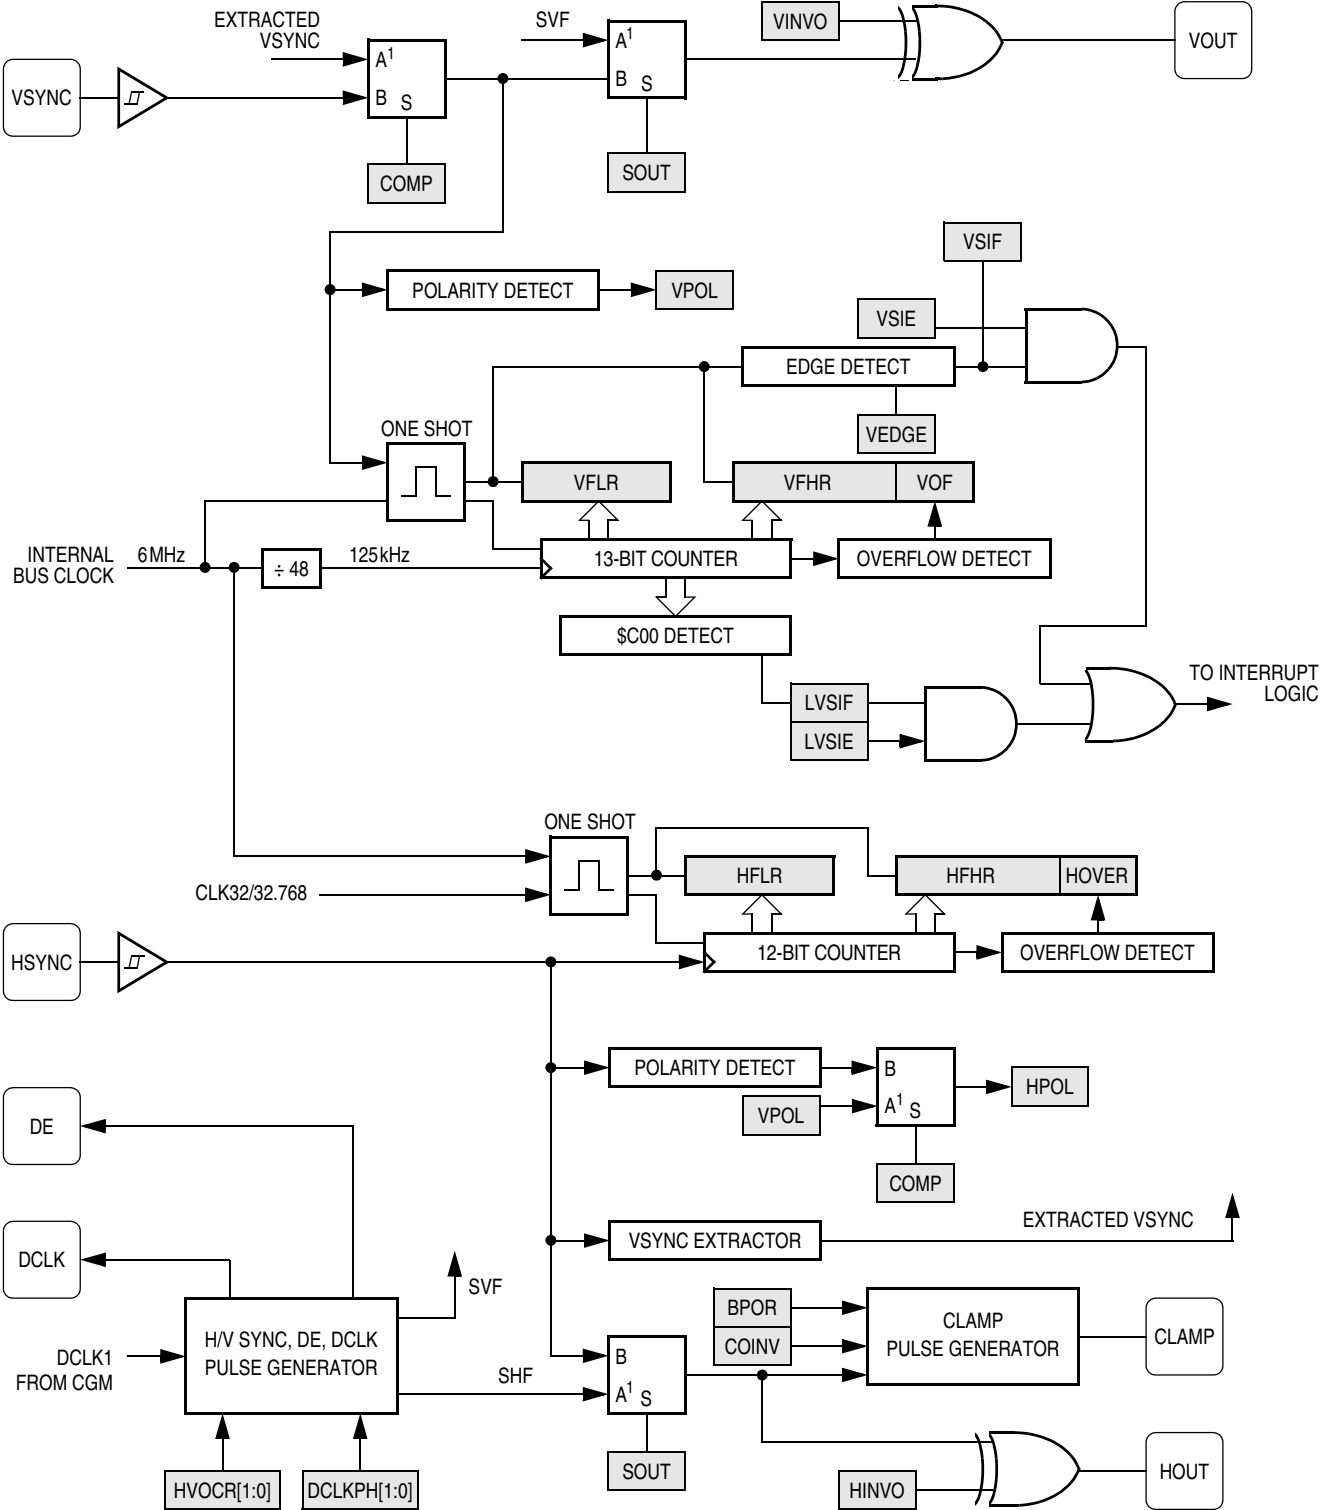 EXTRACTED
VSYNC
SVF
VINVO
VOUT
A1
B S
A1
B S
VSYNC
COMP
SOUT
VSIF
POLARITY DETECT
VPOL
VSIE
EDGE DETECT
VEDGE
ONE SHOT
VFLR
VFHR
VOF
INTERNAL
BUS CLOCK
6MHz
÷ 48
125kHz
13-BIT COUNTER
OVERFLOW DETECT
$C00 DETECT
LVSIF
LVSIE
TO INTERRUPT
LOGIC
ONE SHOT
HFLR
HFHR
HOVER
CLK32/32.768
12-BIT COUNTER
OVERFLOW DETECT
HSYNC
POLARITY DETECT
B
A1 S
HPOL
VPOL
COMP
DE
VSYNC EXTRACTOR
EXTRACTED VSYNC
DCLK
SVF
BPOR
COINV
CLAMP
PULSE GENERATOR
CLAMP
H/V SYNC, DE, DCLK
PULSE GENERATOR
DCLK1
FROM CGM
SHF
B
A1 S
SOUT
HVOCR[1:0]
DCLKPH[1:0]
HINVO
HOUT